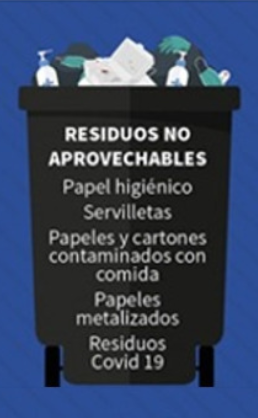 RESIDUOS NO
APROVECHABLES
Papel higiénico
Servilletas
Papeles y cartones
contaminados con
comida
Papeles
metalizados
Residuos
Covid 19